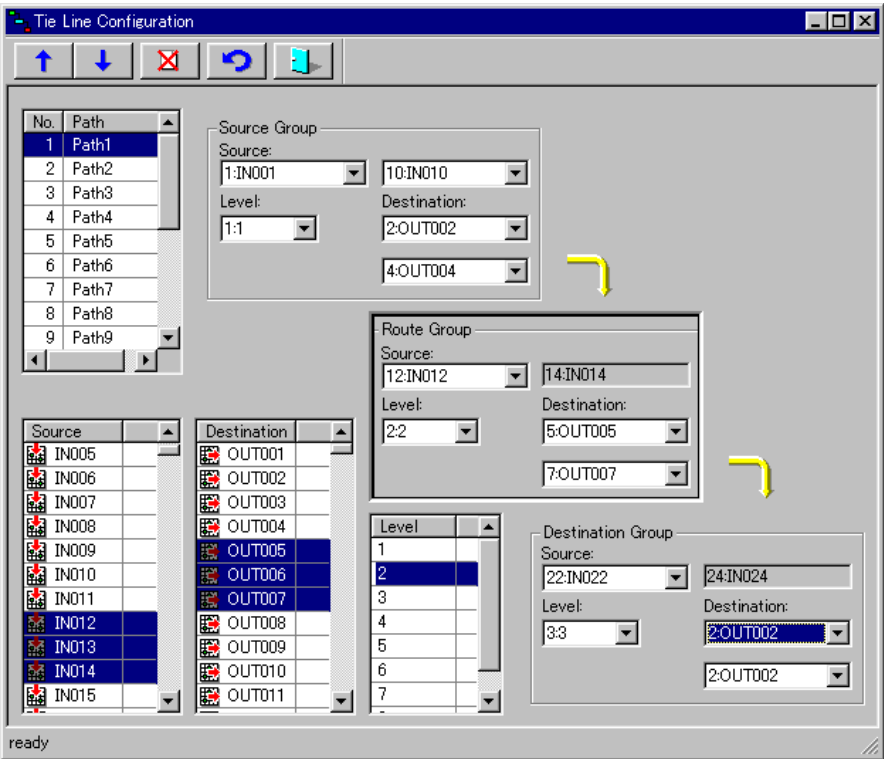 Tie Line Configuration
No. Path
1 Path1
2 Path2
3 Path3
4 Path4
5 Path5
6 Path6
7 Path7
8 Path8
9 Path9
Source Group
Source:
1:IN001 10:IN010
Level: Destination:
1:1 2:OUT002
4:OUT004
Route Group
Source:
12:IN012 14:IN014
Level: Destination:
2:2 5:OUT005
7:OUT007
Source
IN005
IN006
IN007
IN008
IN009
IN010
IN011
IN012
IN013
IN014
IN015
Destination
OUT001
OUT002
OUT003
OUT004
OUT005
OUT006
OUT007
OUT008
OUT009
OUT010
OUT011
Level
1
2
3
4
5
6
7
Destination Group
Source:
22:IN022 24:IN024
Level: Destination:
3:3 2:OUT002
2:OUT002
ready